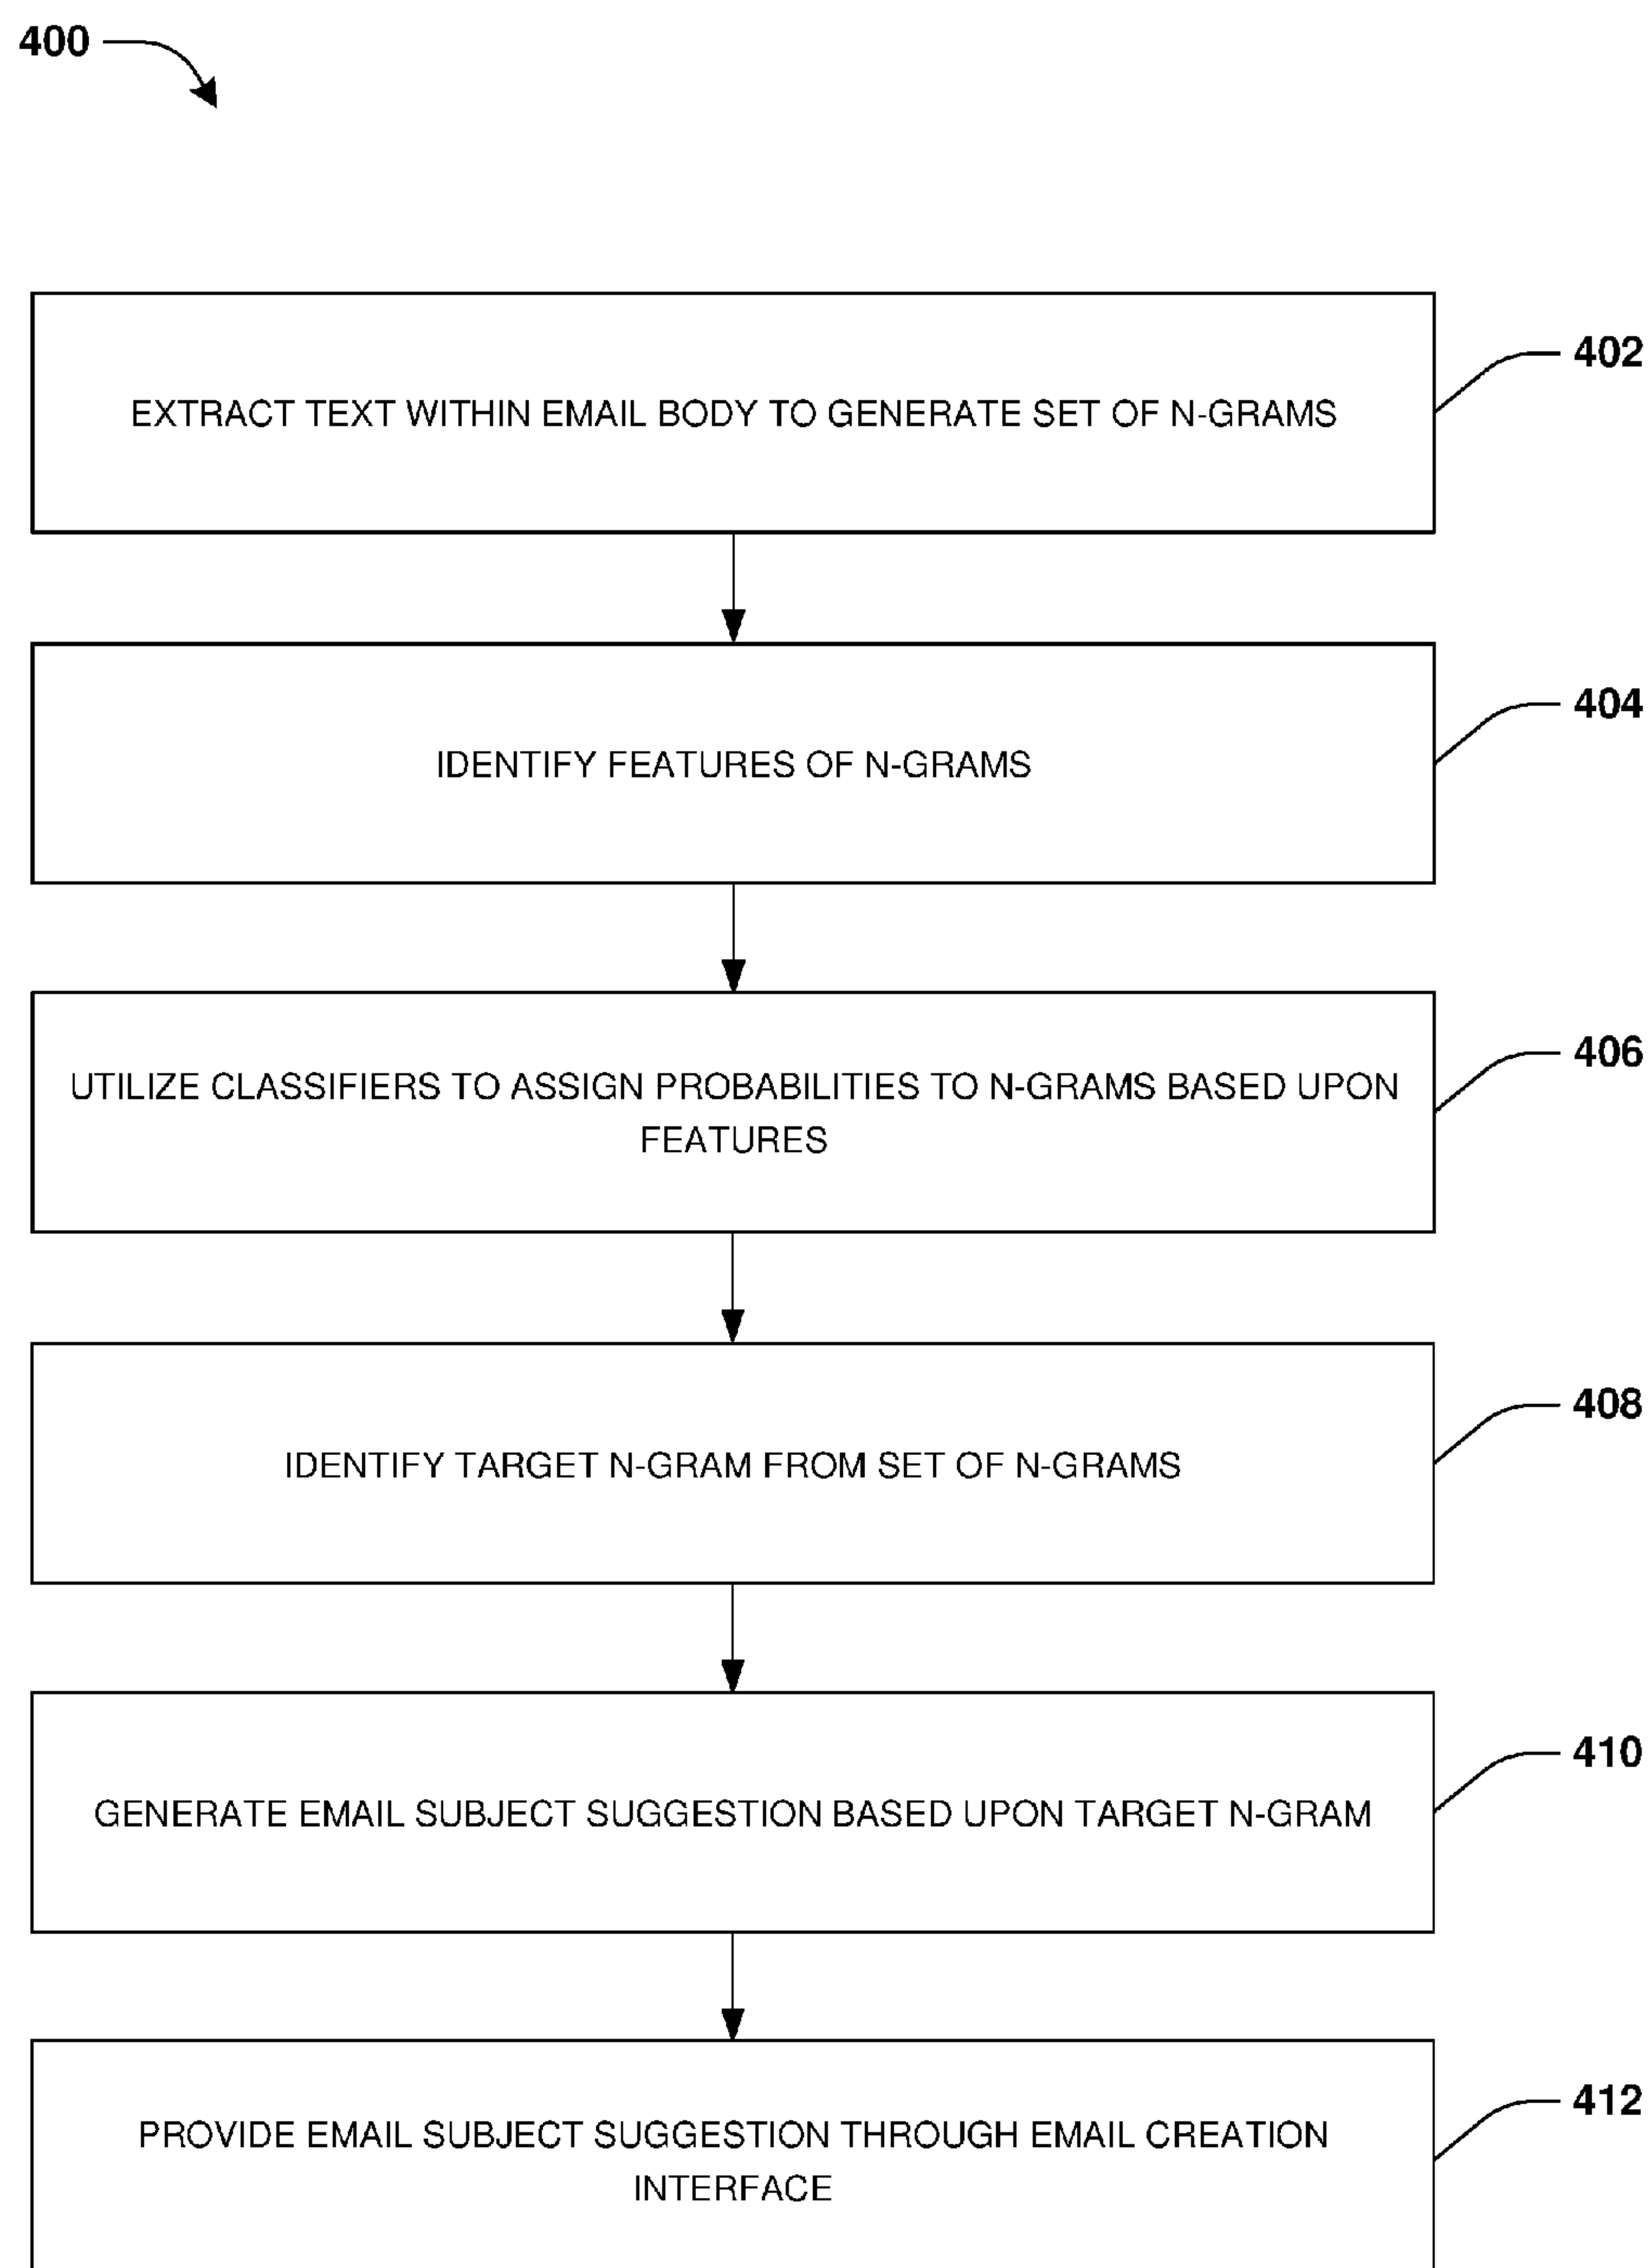 400
402
EXTRACT TEXT WITHIN EMAIL BODY TO GENERATE SET OF N-GRAMS
404
IDENTIFY FEATURES OF N-GRAMS
406
UTILIZE CLASSIFIERS TO ASSIGN PROBABILITIES TO N-GRAMS BASED UPON
FEATURES
408
IDENTIFY TARGET N-GRAM FROM SET OF N-GRAMS
410
GENERATE EMAIL SUBJECT SUGGESTION BASED UPON TARGET N-GRAM
412
PROVIDE EMAIL SUBJECT SUGGESTION THROUGH EMAIL CREATION
INTERFACE